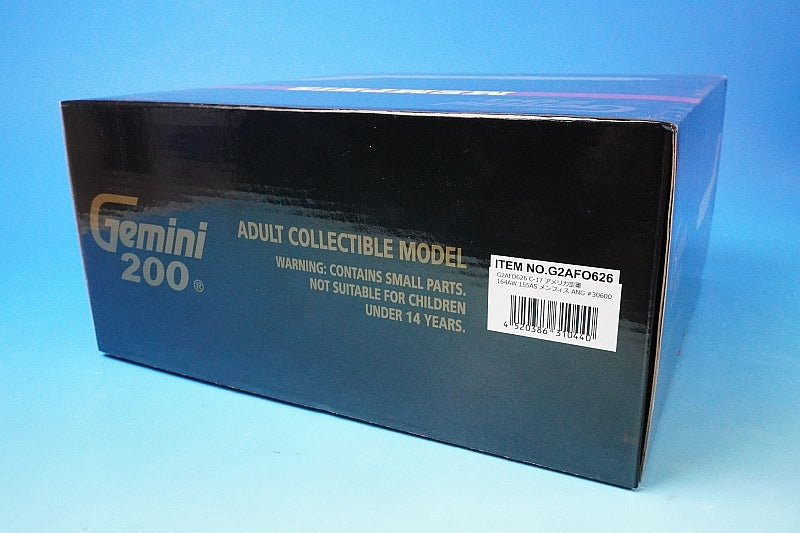 MEMPHIS
Gemini
200®
ADULT COLLECTIBLE MODEL
WARNING: CONTAINS SMALL PARTS.
NOT SUITABLE FOR CHILDREN
UNDER 14 YEARS.
ITEM NO.G2AFO626
G2AFO626 C-17 アメリカ空軍
164AW 155AS メンフィス ANG #30600
4 520386 310440